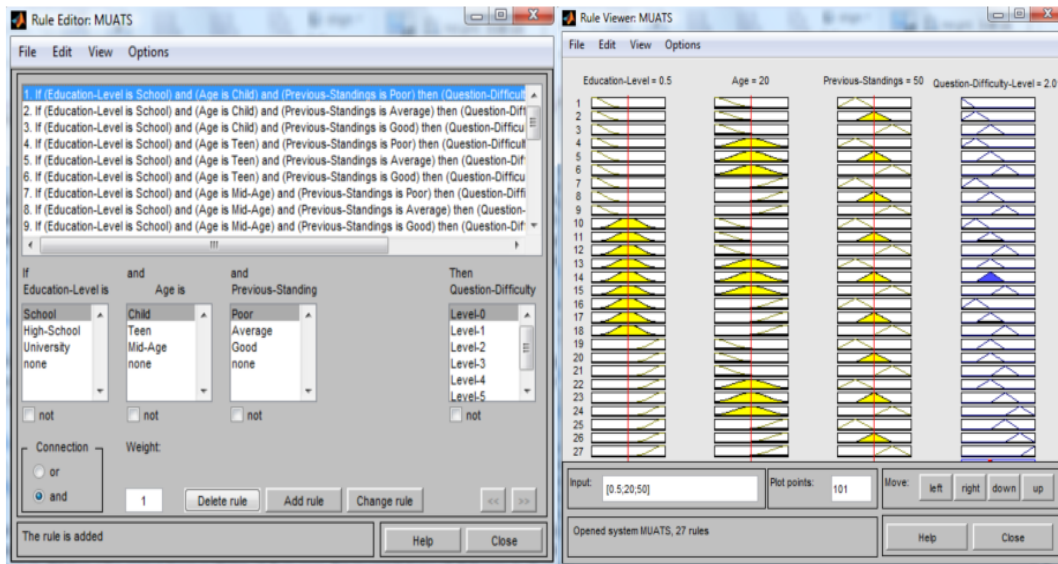 Rule Editor: MUATS
File Edit View Options
1. If (Education-Level is School) and (Age is Child) and (Previous-Standings is Poor) then (Question-Difficult
2. If (Education-Level is School) and (Age is Child) and (Previous-Standings is Average) then (Question-Diff
3. If (Education-Level is School) and (Age is Child) and (Previous-Standings is Good) then (Question-Difficu
4. If (Education-Level is School) and (Age is Teen) and (Previous-Standings is Poor) then (Question-Difficu
5. If (Education-Level is School) and (Age is Teen) and (Previous-Standings is Average) then (Question-Dif
6. If (Education-Level is School) and (Age is Teen) and (Previous-Standings is Good) then (Question-Difficu
7. If (Education-Level is School) and (Age is Mid-Age) and (Previous-Standings is Poor) then (Question-Diffi
8. If (Education-Level is School) and (Age is Mid-Age) and (Previous-Standings is Average) then (Question-
9. If (Education-Level is School) and (Age is Mid-Age) and (Previous-Standings is Good) then (Question-Dif
If and and Then
Education-Level is Age is Previous-Standing Question-Difficulty
School Child Poor Level-0
High-School Teen Average Level-1
University Mid-Age Good Level-2
none none none Level-3
Level-4
Level-5
not not not
Connection Weight:
or
and 1 Delete rule Add rule Change rule << >>
The rule is added Help Close
Rule Viewer: MUATS
File Edit View Options
Education-Level = 0.5 Age = 20 Previous-Standings = 50 Question-Difficulty-Level = 2.0
1
2
3
4
5
6
7
8
9
10
11
12
13
14
15
16
17
18
19
20
21
22
23
24
25
26
27
Input: [0.5;20;50] Plot points: 101 Move: left right down up
Opened system MUATS, 27 rules Help Close